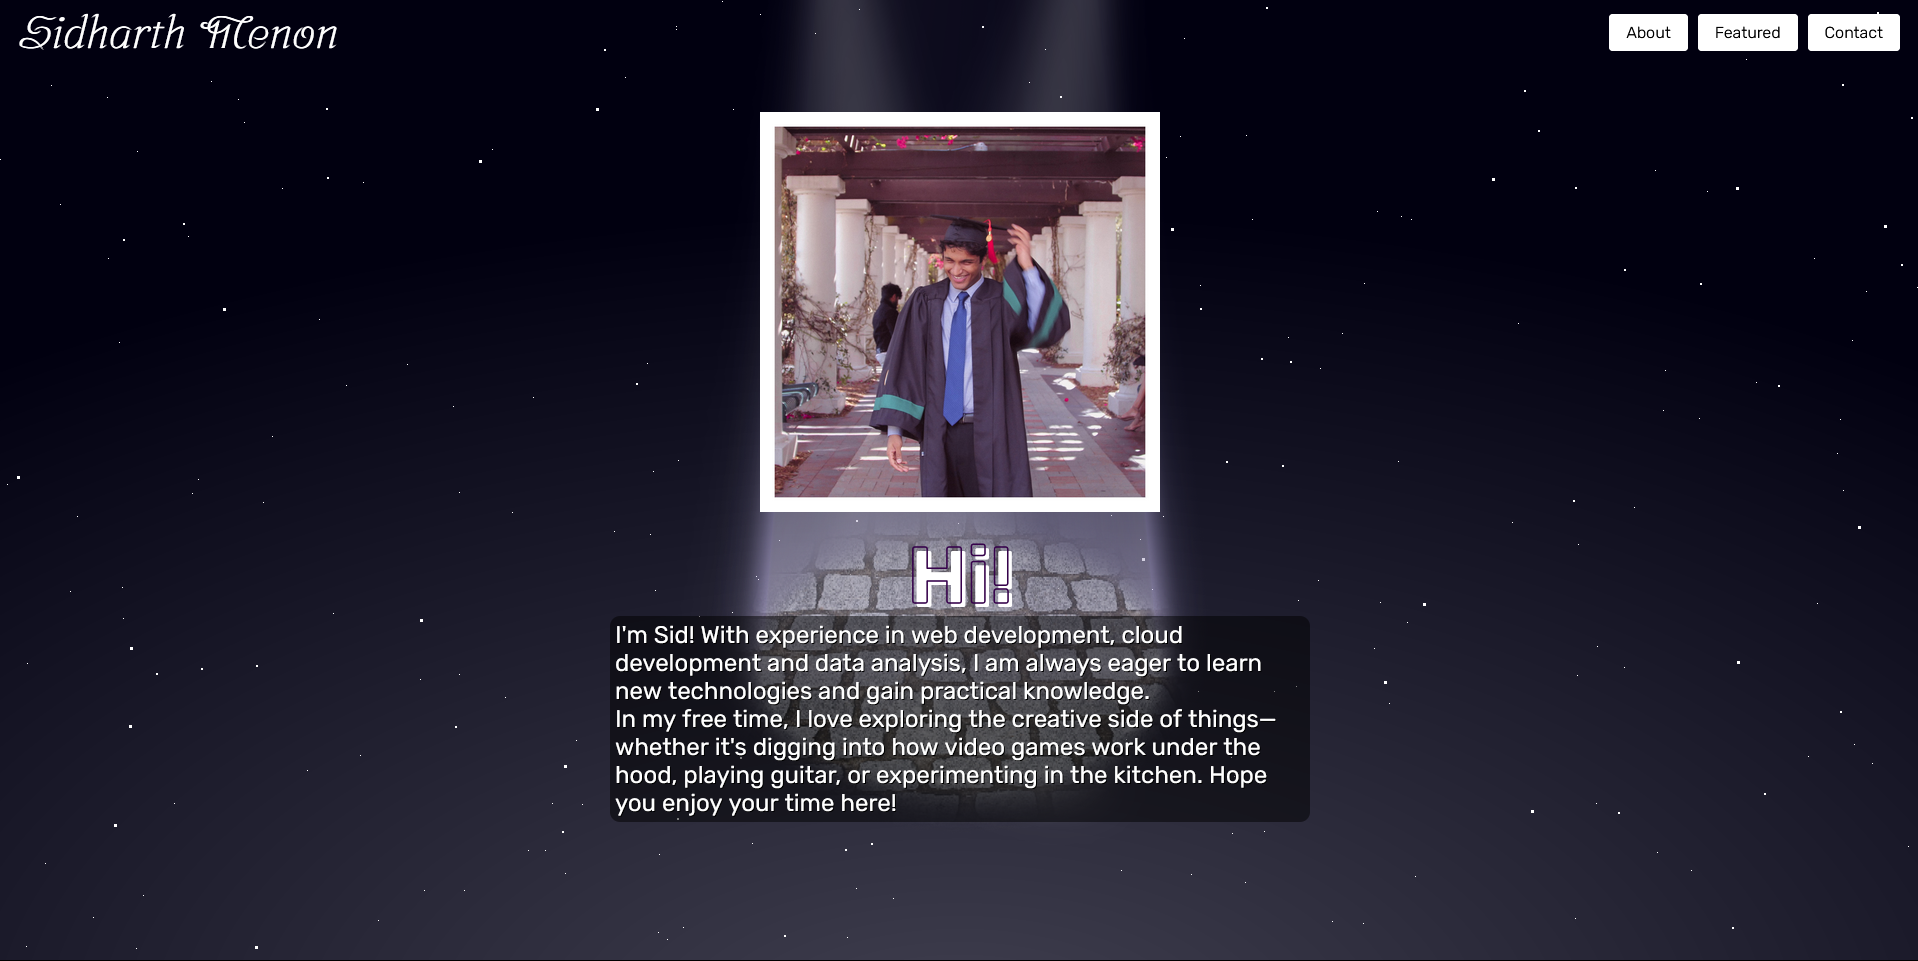 Sidharth Menon
About
Featured
Contact
Hi!
I'm Sid! With experience in web development, cloud
development and data analysis, I am always eager to learn
new technologies and gain practical knowledge.
In my free time, I love exploring the creative side of things—
whether it's digging into how video games work under the
hood, playing guitar, or experimenting in the kitchen. Hope
you enjoy your time here!